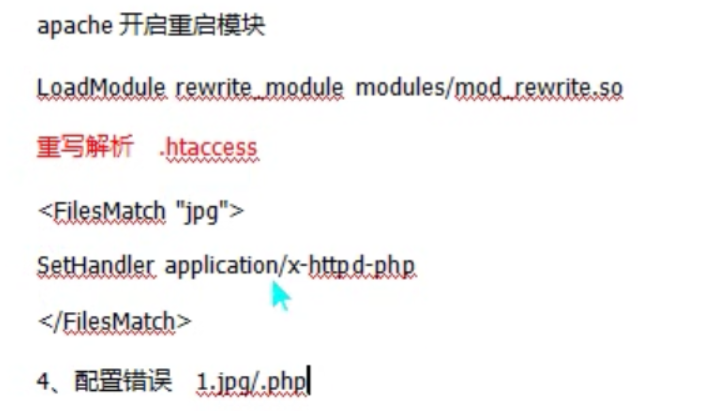 apache 开启重启模块
LoadModule rewrite_module modules/mod_rewrite.so
重写解析 .htaccess
<FilesMatch "jpg">
SetHandler application/x-httpd-php
</FilesMatch>
4、配置错误 1.jpg/.php